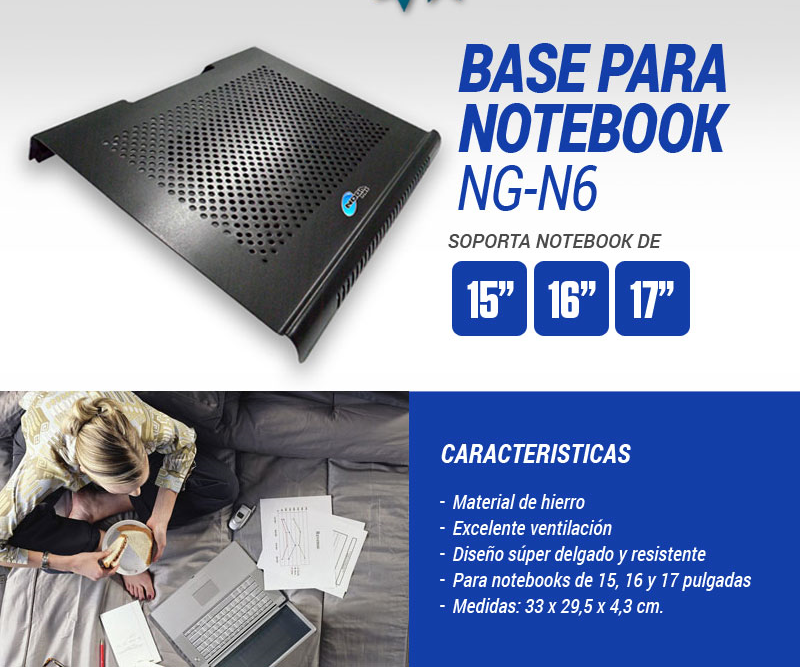 BASE PARA
NOTEBOOK
NG-N6
SOPORTA NOTEBOOK DE
15” 16” 17”
CARACTERISTICAS
- Material de hierro
- Excelente ventilación
- Diseño súper delgado y resistente
- Para notebooks de 15, 16 y 17 pulgadas
- Medidas: 33 x 29,5 x 4,3 cm.